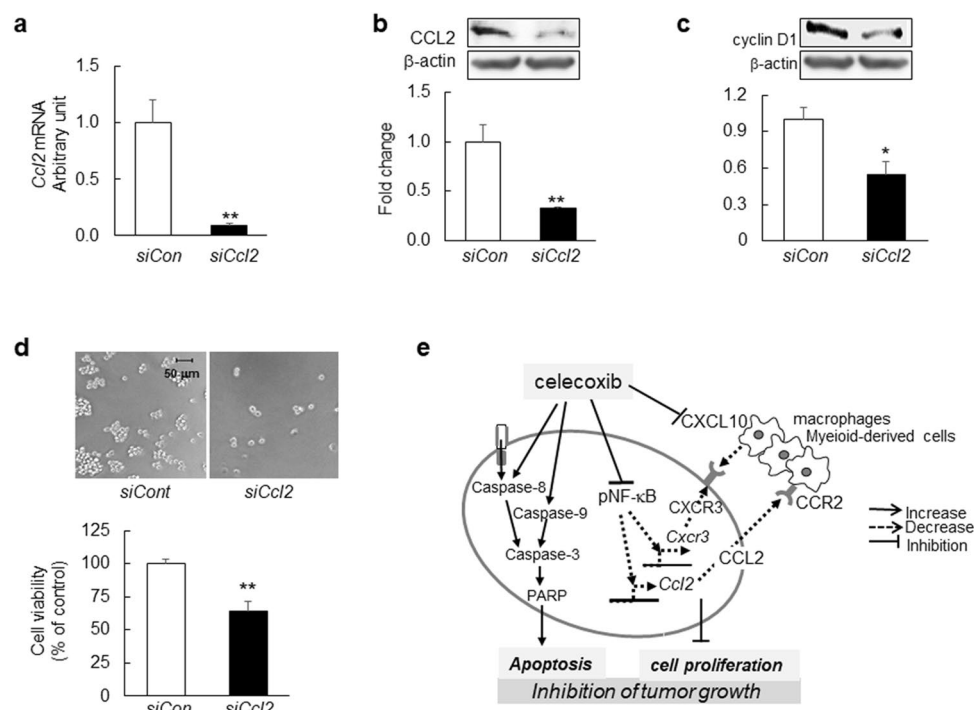 a
Ccl2 mRNA
Arbitrary unit
1.5
1.0
0.5
0.0
**
siCon
siCcl2
b
CCL2
β-actin
Fold change
1.5
1.0
0.5
0.0
**
siCon
siCcl2
c
cyclin D1
β-actin
1.2
0.9
0.6
0.3
0
*
siCon
siCcl2
d
50 μm
siCont
siCcl2
Cell viability
(% of control)
125
100
75
50
25
0.0
**
siCon
siCcl2
e
celecoxib
CXCL10
macrophages
Myeioid-derived cells
Caspase-8
pNF-κB
CXCR3
CCR2
Caspase-9
Cxcr3
Caspase-3
CCL2
Ccl2
PARP
Increase
Decrease
Inhibition
Apoptosis
cell proliferation
Inhibition of tumor growth